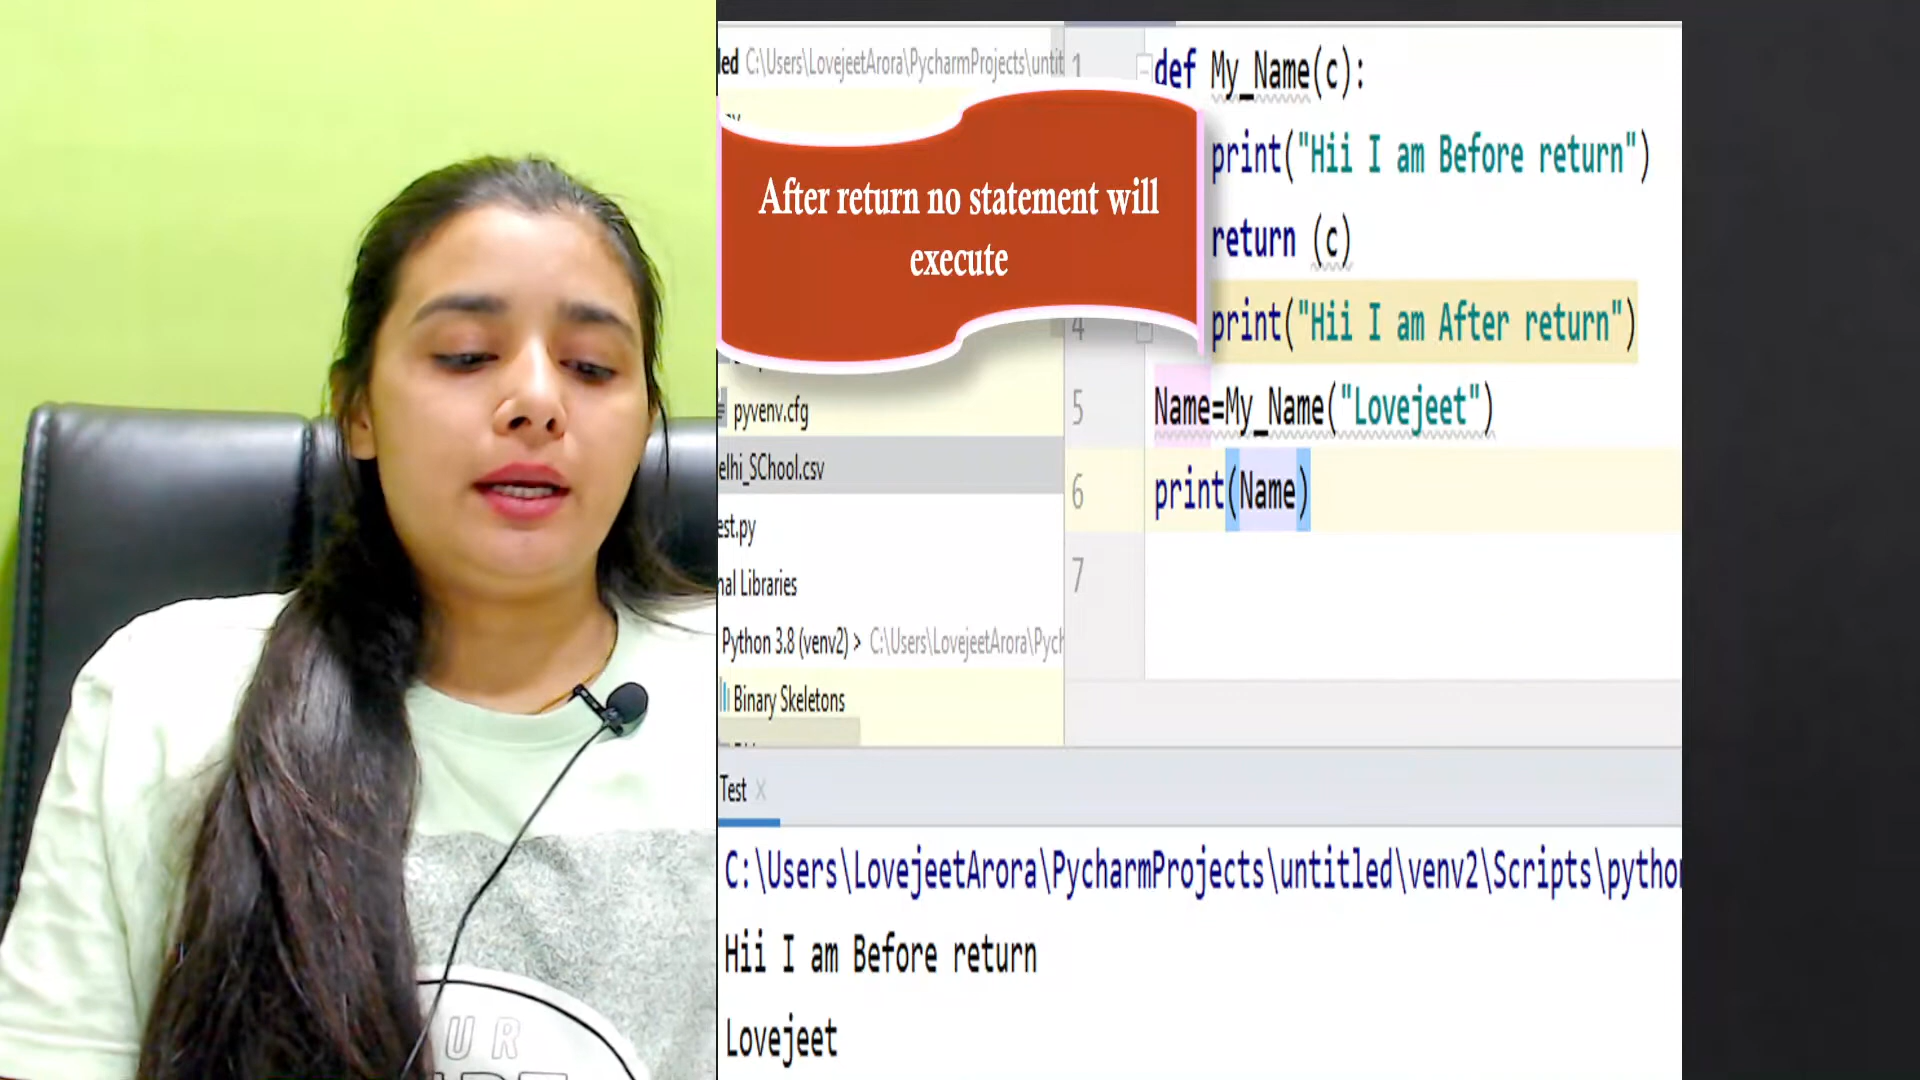 led C:\Users\LovejeetArora\PycharmProjects\untit
After return no statement will
execute
pyvenv.cfg
elhi_SChool.csv
est.py
nal Libraries
Python 3.8 (venv2) > C:\Users\LovejeetArora\Pych
Binary Skeletons
1 def My_Name(c):
print("Hii I am Before return")
return (c)
4 print("Hii I am After return")
5 Name=My_Name("Lovejeet")
6 print(Name)
7
Test
C:\Users\LovejeetArora\PycharmProjects\untitled\venv2\Scripts\python
Hii I am Before return
Lovejeet
UR